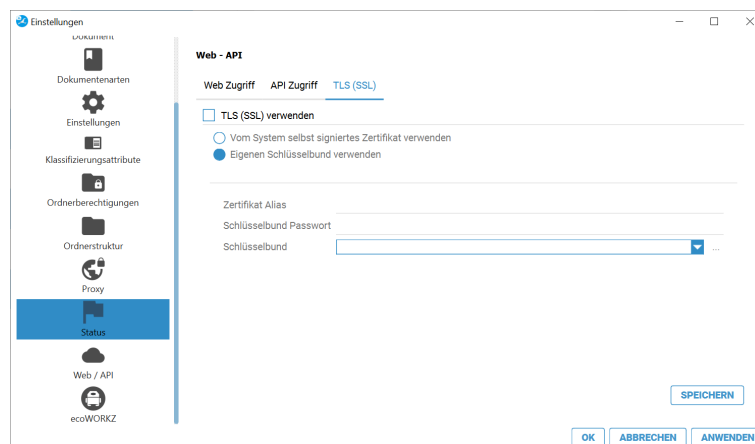 Einstellungen
Dokument
Dokumentenarten
Einstellungen
Klassifizierungsattribute
Ordnerberechtigungen
Ordnerstruktur
Proxy
Status
Web / API
ecoWORKZ
Web - API
Web Zugriff API Zugriff TLS (SSL)
TLS (SSL) verwenden
Vom System selbst signiertes Zertifikat verwenden
Eigenen Schlüsselbund verwenden
Zertifikat Alias
Schlüsselbund Passwort
Schlüsselbund ...
SPEICHERN
OK ABBRECHEN ANWENDEN